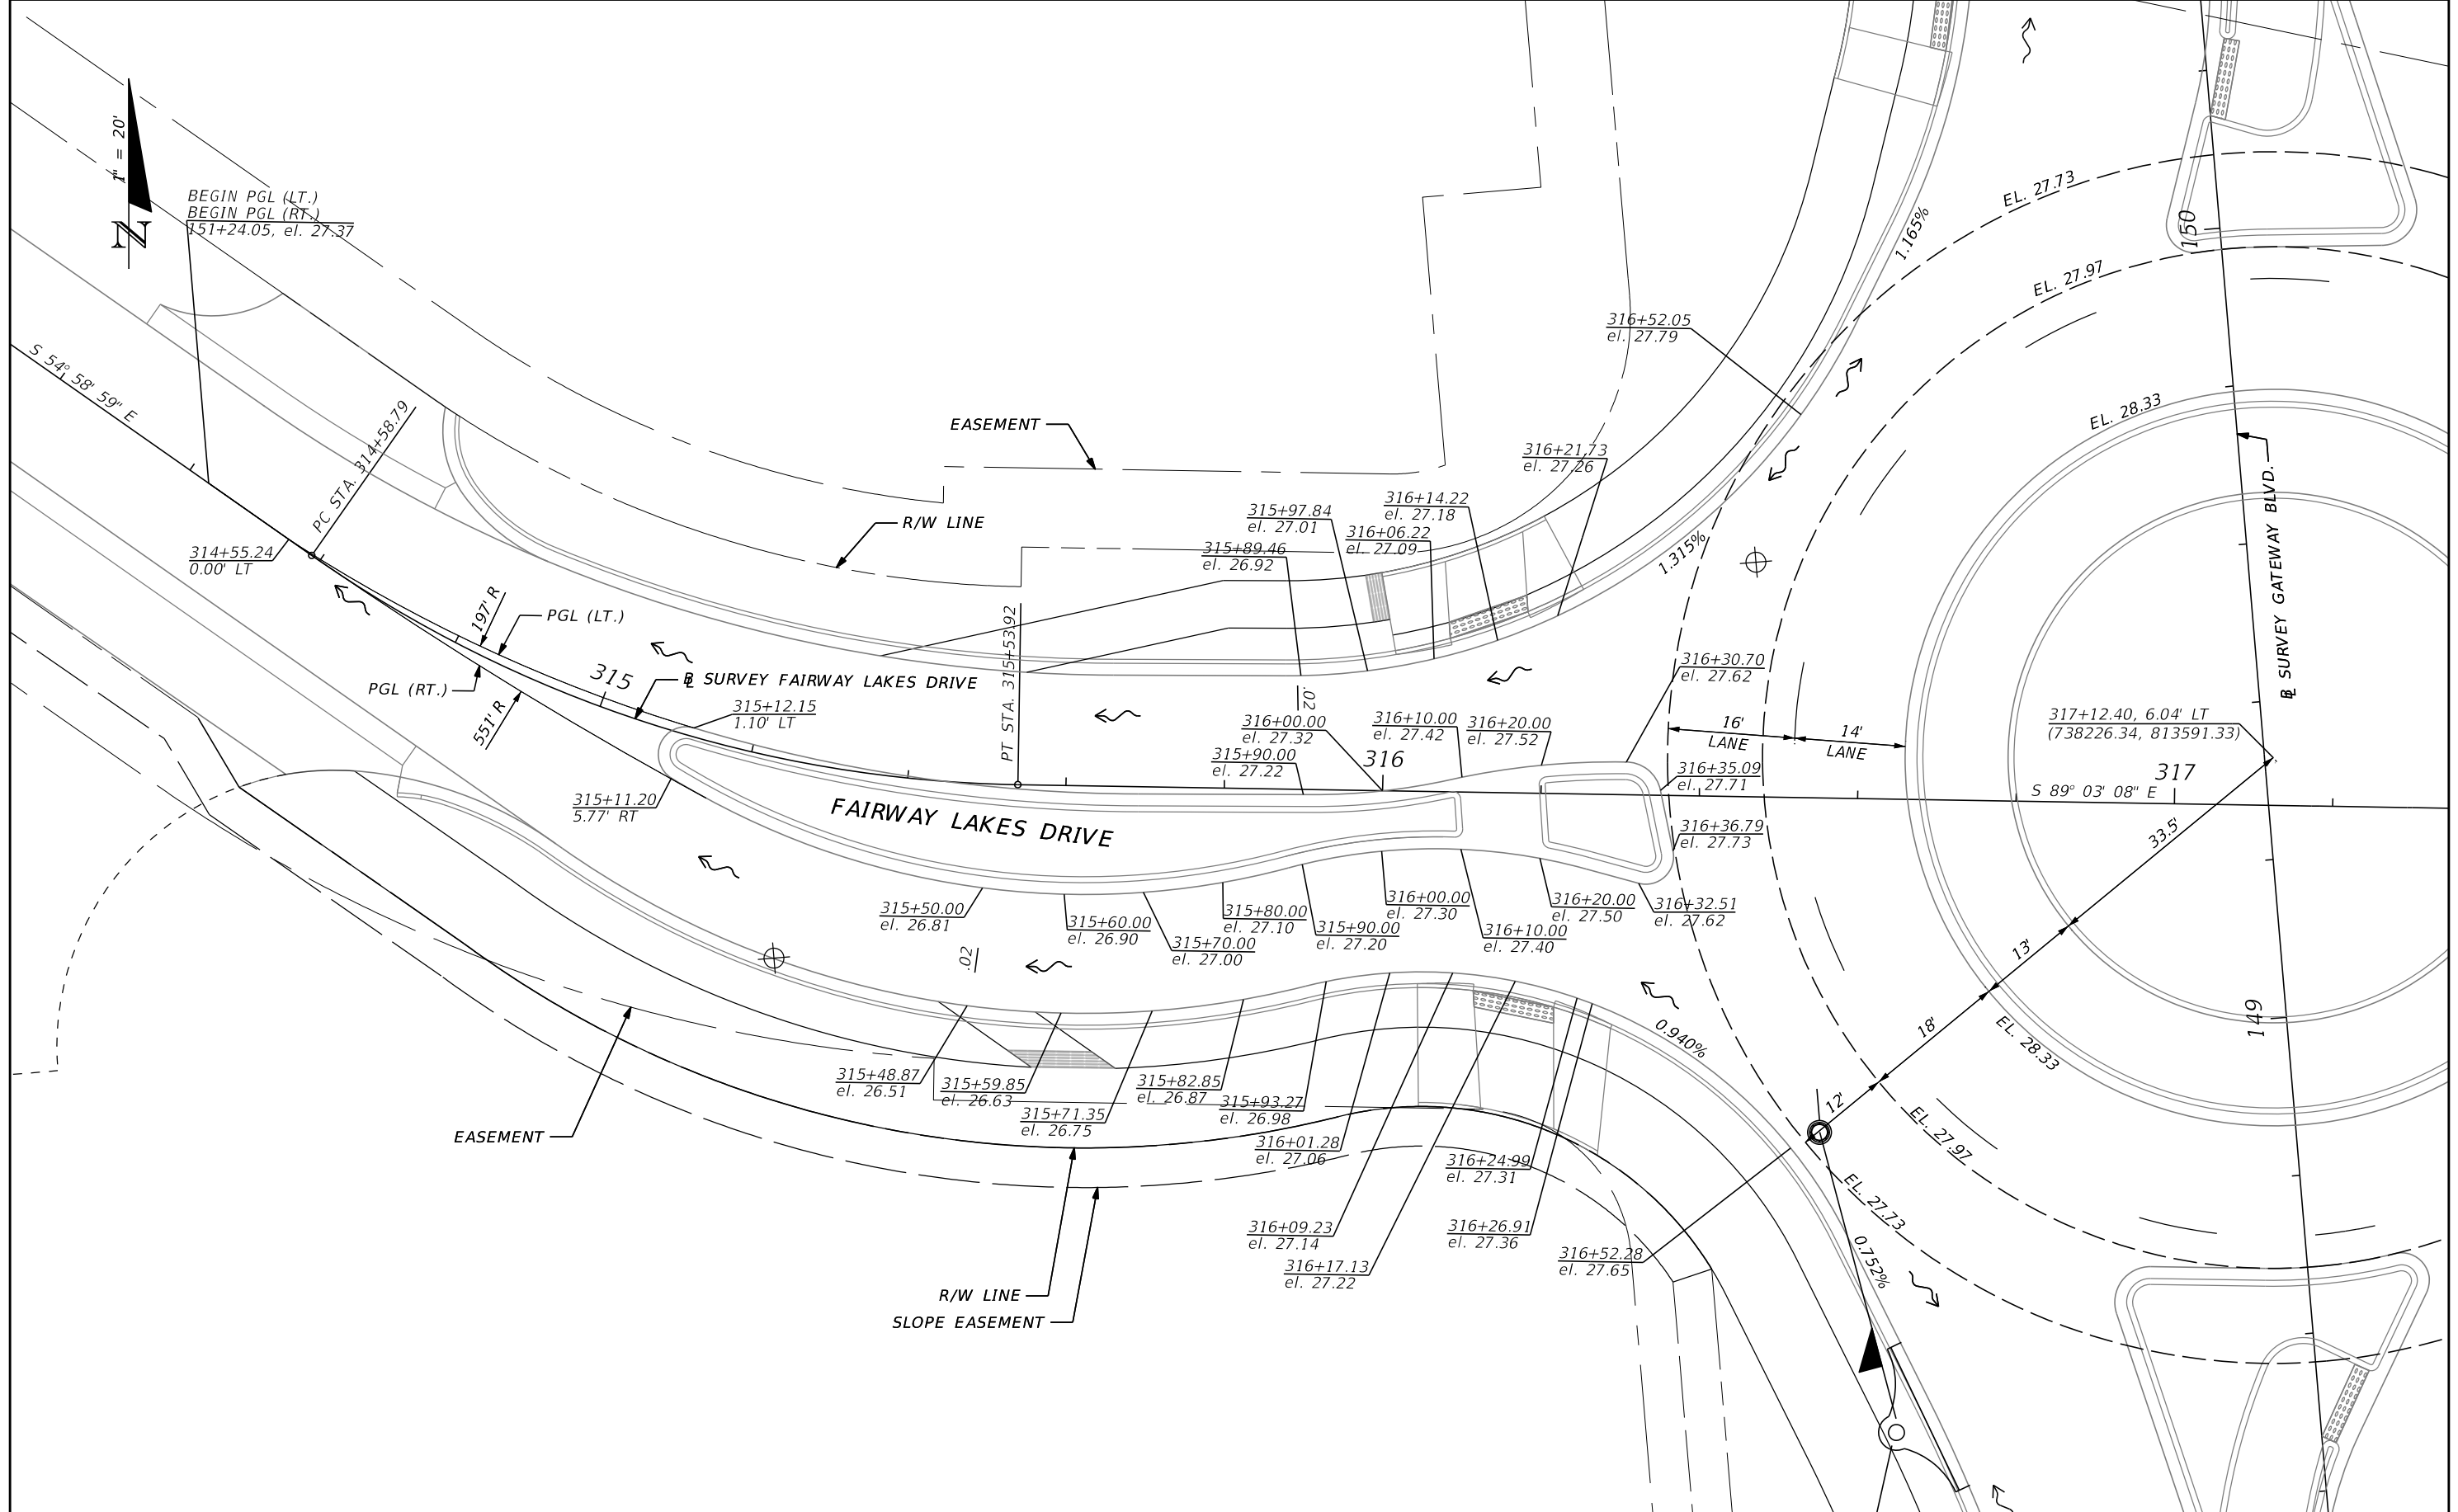 1" = 20'
N
BEGIN PGL (LT.)
BEGIN PGL (RT.)
151+24.05, el. 27.37
S 54° 58' 59" E
PC STA. 314+58.79
314+55.24
0.00' LT
197' R
PGL (LT.)
PGL (RT.)
551' R
315
BL SURVEY FAIRWAY LAKES DRIVE
315+12.15
1.10' LT
315+11.20
5.77' RT
EASEMENT
R/W LINE
PT STA. 315+53.92
315+89.46
el. 26.92
315+97.84
el. 27.01
316+06.22
el. 27.09
316+14.22
el. 27.18
316+21.73
el. 27.26
316+52.05
el. 27.79
1.315%
1.165%
EL. 27.73
EL. 27.97
EL. 28.33
150
BL SURVEY GATEWAY BLVD.
.02
316+00.00
el. 27.32
315+90.00
el. 27.22
316+10.00
el. 27.42
316+20.00
el. 27.52
316
316+30.70
el. 27.62
316+35.09
el. 27.71
316+36.79
el. 27.73
16'
LANE
14'
LANE
317+12.40, 6.04' LT
(738226.34, 813591.33)
317
S 89° 03' 08" E
33.5'
13'
18'
12'
149
FAIRWAY LAKES DRIVE
315+50.00
el. 26.81
315+60.00
el. 26.90
315+70.00
el. 27.00
315+80.00
el. 27.10
315+90.00
el. 27.20
316+00.00
el. 27.30
316+10.00
el. 27.40
316+20.00
el. 27.50
316+32.51
el. 27.62
.02
0.940%
EL. 28.33
EL. 27.97
EL. 27.73
0.752%
315+48.87
el. 26.51
315+59.85
el. 26.63
315+71.35
el. 26.75
315+82.85
el. 26.87
315+93.27
el. 26.98
316+01.28
el. 27.06
316+09.23
el. 27.14
316+17.13
el. 27.22
316+24.99
el. 27.31
316+26.91
el. 27.36
316+52.28
el. 27.65
EASEMENT
R/W LINE
SLOPE EASEMENT